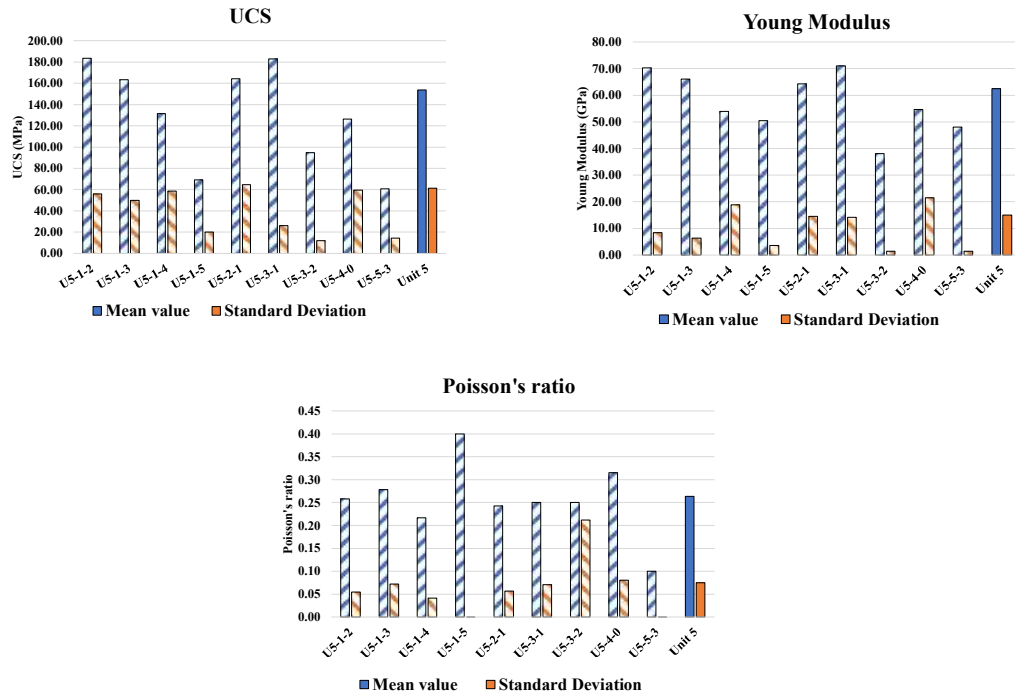 UCS
200.00
180.00
160.00
140.00
120.00
100.00
80.00
60.00
40.00
20.00
0.00
UCS (MPa)
U5-1-2 U5-1-3 U5-1-4 U5-1-5 U5-2-1 U5-3-1 U5-3-2 U5-4-0 U5-5-3 Unit 5
Mean value Standard Deviation
Young Modulus
80.00
70.00
60.00
50.00
40.00
30.00
20.00
10.00
0.00
Young Modulus (GPa)
U5-1-2 U5-1-3 U5-1-4 U5-1-5 U5-2-1 U5-3-1 U5-3-2 U5-4-0 U5-5-3 Unit 5
Mean value Standard Deviation
Poisson's ratio
0.45
0.40
0.35
0.30
0.25
0.20
0.15
0.10
0.05
0.00
Poisson's ratio
U5-1-2 U5-1-3 U5-1-4 U5-1-5 U5-2-1 U5-3-1 U5-3-2 U5-4-0 U5-5-3 Unit 5
Mean value Standard Deviation